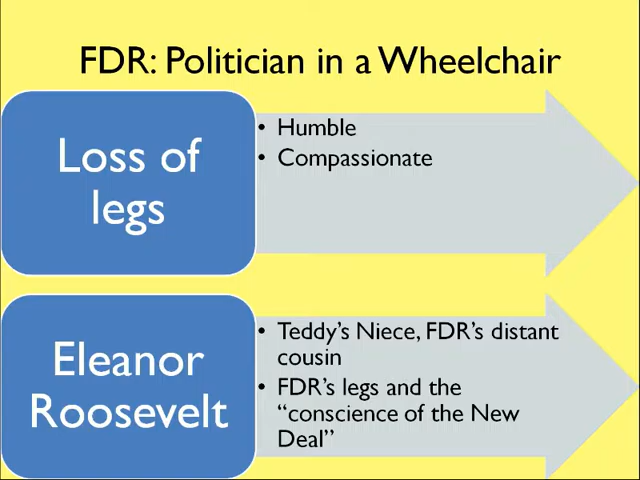 FDR: Politician in a Wheelchair
Loss of
legs
• Humble
• Compassionate
Eleanor
Roosevelt
• Teddy’s Niece, FDR’s distant
cousin
• FDR’s legs and the
“conscience of the New
Deal”